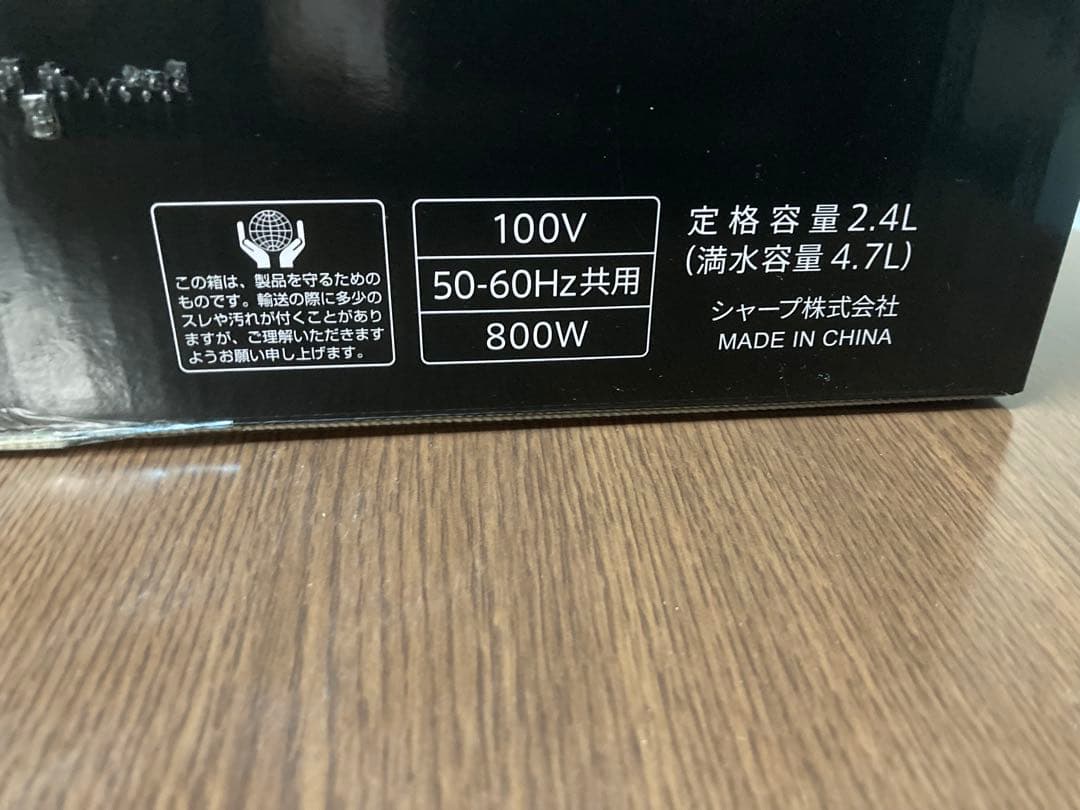 この箱は、製品を守るための
ものです。輸送の際に多少の
スレや汚れが付くことがあり
ますが、ご理解いただきます
ようお願い申し上げます。
100V
50-60Hz共用
800W
定格容量 2.4L
(満水容量 4.7L)
シャープ株式会社
MADE IN CHINA